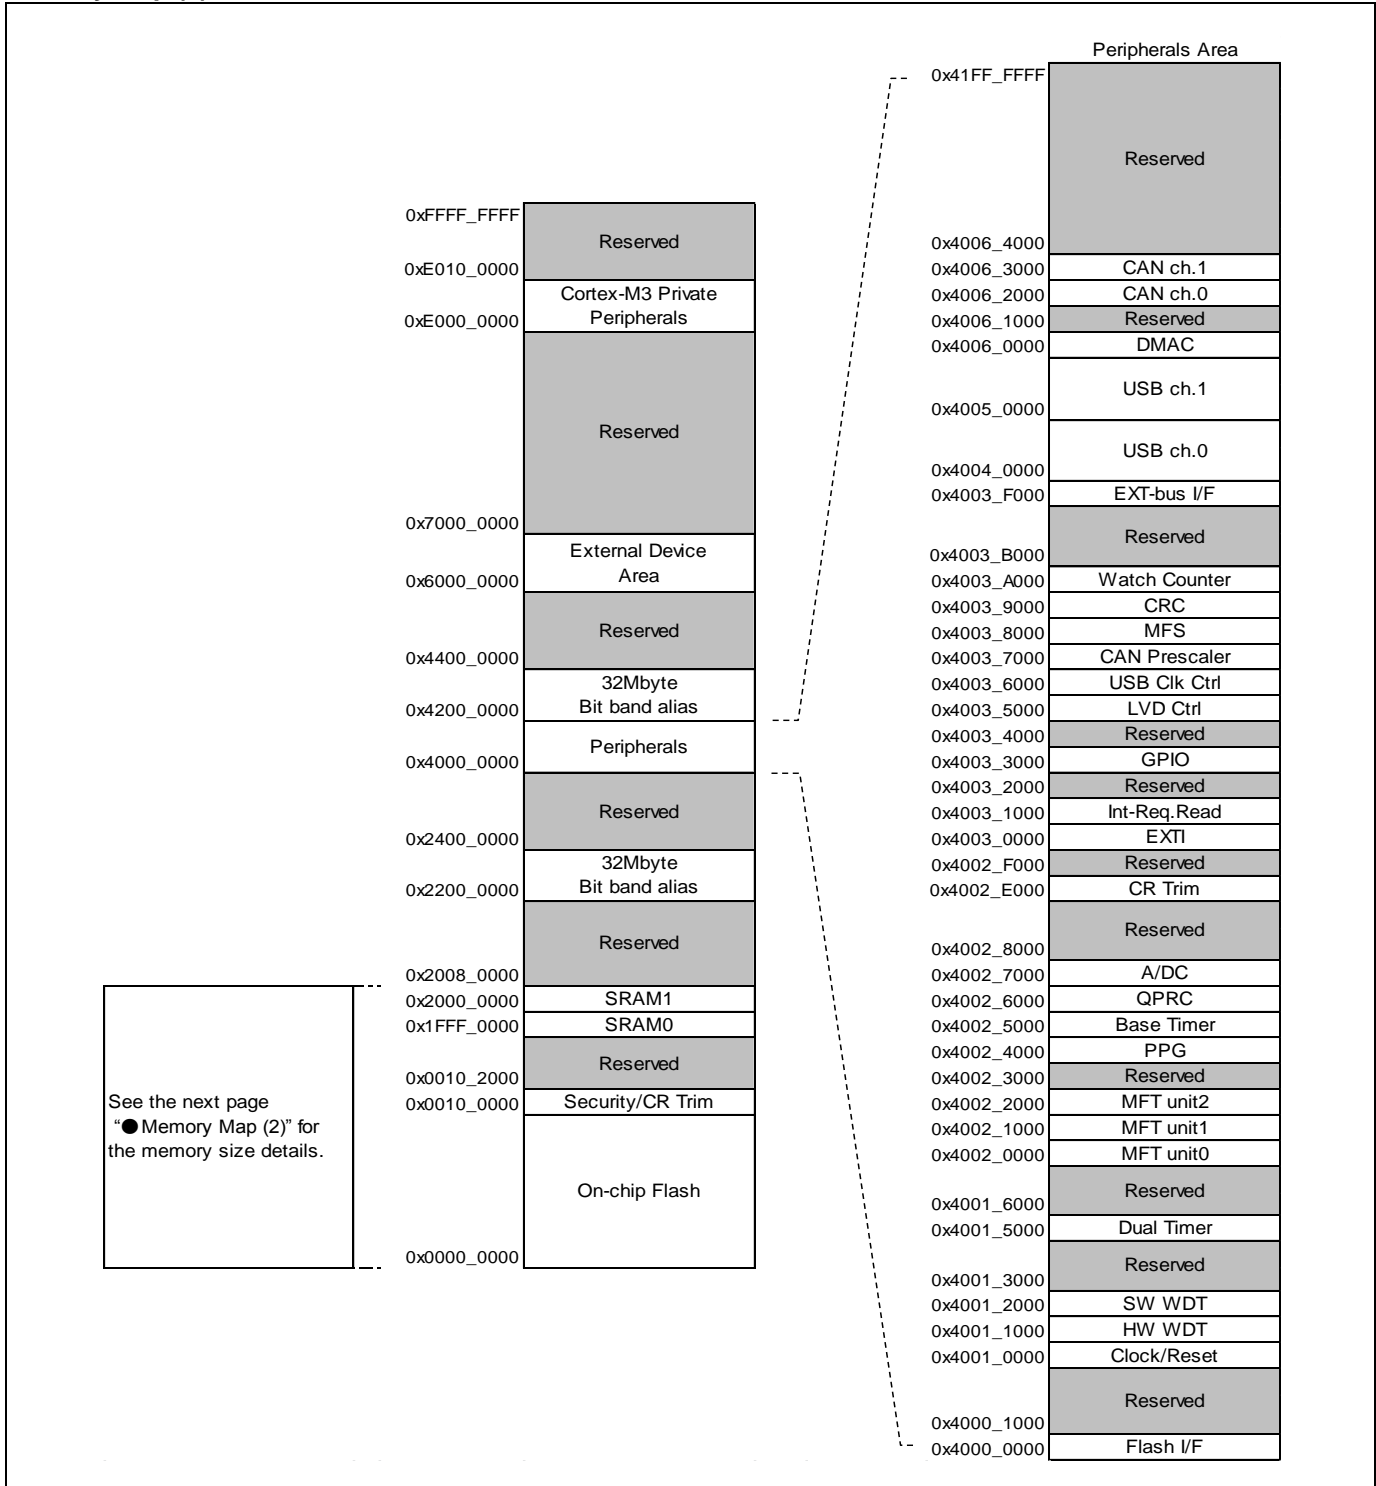 Peripherals Area
0x41FF_FFFF
Reserved
0x4006_4000
0x4006_3000 CAN ch.1
0x4006_2000 CAN ch.0
0x4006_1000 Reserved
0x4006_0000 DMAC
USB ch.1
0x4005_0000
USB ch.0
0x4004_0000
0x4003_F000 EXT-bus I/F
Reserved
0x4003_B000
0x4003_A000 Watch Counter
0x4003_9000 CRC
0x4003_8000 MFS
0x4003_7000 CAN Prescaler
0x4003_6000 USB Clk Ctrl
0x4003_5000 LVD Ctrl
0x4003_4000 Reserved
0x4003_3000 GPIO
0x4003_2000 Reserved
0x4003_1000 Int-Req.Read
0x4003_0000 EXTI
0x4002_F000 Reserved
0x4002_E000 CR Trim
Reserved
0x4002_8000
0x4002_7000 A/DC
0x4002_6000 QPRC
0x4002_5000 Base Timer
0x4002_4000 PPG
0x4002_3000 Reserved
0x4002_2000 MFT unit2
0x4002_1000 MFT unit1
0x4002_0000 MFT unit0
Reserved
0x4001_6000
0x4001_5000 Dual Timer
Reserved
0x4001_3000
0x4001_2000 SW WDT
0x4001_1000 HW WDT
0x4001_0000 Clock/Reset
Reserved
0x4000_1000
0x4000_0000 Flash I/F
0xFFFF_FFFF
Reserved
0xE010_0000
Cortex-M3 Private
0xE000_0000 Peripherals
Reserved
0x7000_0000
External Device
0x6000_0000 Area
Reserved
0x4400_0000
32Mbyte
0x4200_0000 Bit band alias
Peripherals
0x4000_0000
Reserved
0x2400_0000
32Mbyte
0x2200_0000 Bit band alias
Reserved
0x2008_0000
0x2000_0000 SRAM1
0x1FFF_0000 SRAM0
Reserved
0x0010_2000
0x0010_0000 Security/CR Trim
On-chip Flash
0x0000_0000
See the next page
“●Memory Map (2)” for
the memory size details.